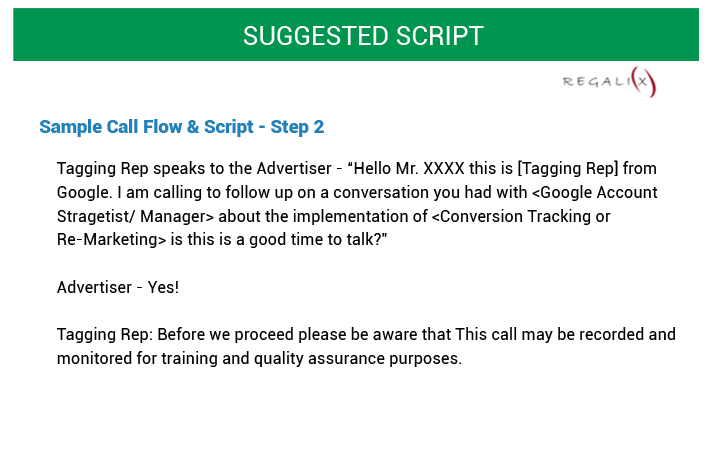 SUGGESTED SCRIPT
REGALI(X)
Sample Call Flow & Script - Step 2
Tagging Rep speaks to the Advertiser - “Hello Mr. XXXX this is [Tagging Rep] from
Google. I am calling to follow up on a conversation you had with <Google Account
Stragetist/ Manager> about the implementation of <Conversion Tracking or
Re-Marketing> is this is a good time to talk?”
Advertiser - Yes!
Tagging Rep: Before we proceed please be aware that This call may be recorded and
monitored for training and quality assurance purposes.